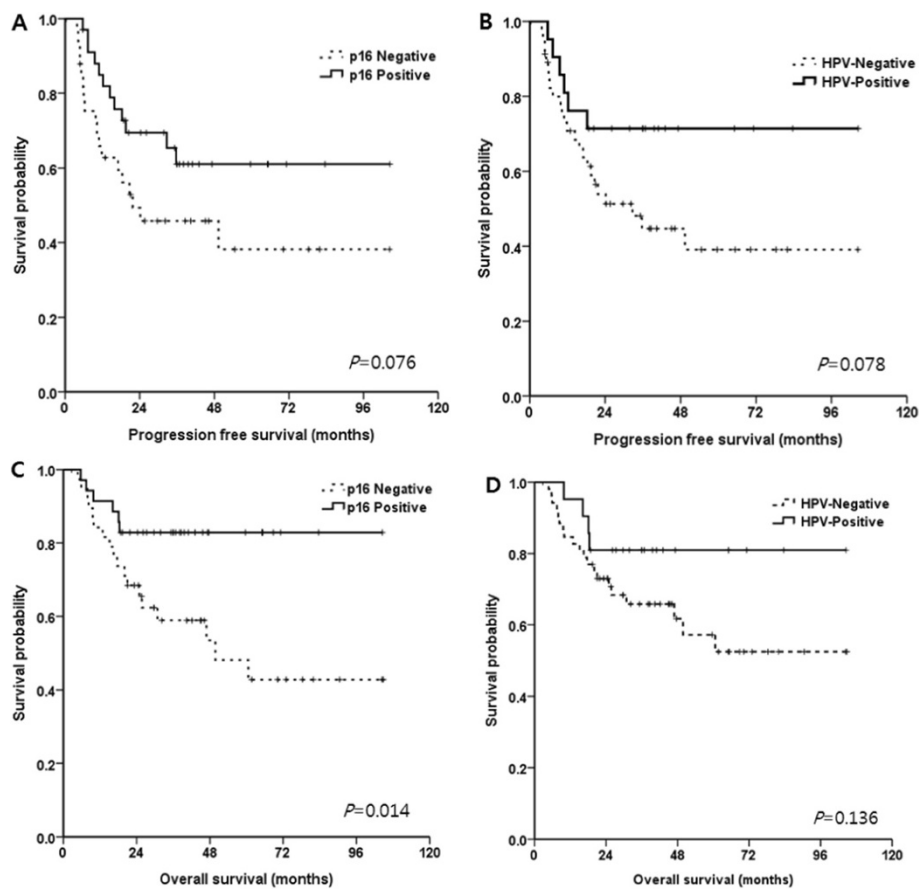 A
p16 Negative
p16 Positive
Survival probability
1.0
0.8
0.6
0.4
0.2
0.0
P=0.076
0 24 48 72 96 120
Progression free survival (months)
B
HPV-Negative
HPV-Positive
Survival probability
1.0
0.8
0.6
0.4
0.2
0.0
P=0.078
0 24 48 72 96 120
Progression free survival (months)
C
p16 Negative
p16 Positive
Survival probability
1.0
0.8
0.6
0.4
0.2
0.0
P=0.014
0 24 48 72 96 120
Overall survival (months)
D
HPV-Negative
HPV-Positive
Survival probability
1.0
0.8
0.6
0.4
0.2
0.0
P=0.136
0 24 48 72 96 120
Overall survival (months)